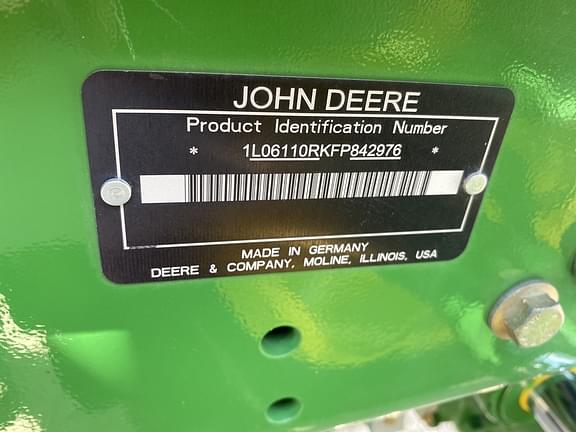 JOHN DEERE
Product Identification Number
* 1L06110RKFP842976 *
MADE IN GERMANY
DEERE & COMPANY, MOLINE, ILLINOIS, USA